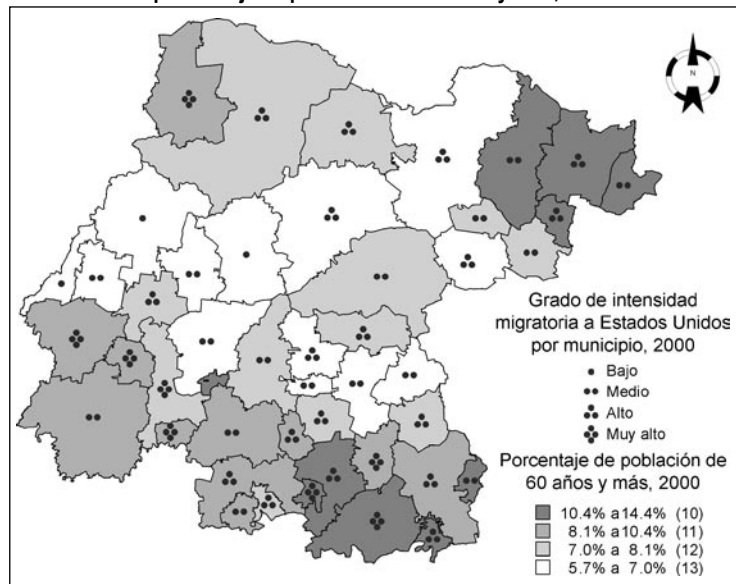 N
Grado de intensidad
migratoria a Estados Unidos
por municipio, 2000
Bajo
Medio
Alto
Muy alto
Porcentaje de población de
60 años y más, 2000
10.4% a 14.4% (10)
8.1% a 10.4% (11)
7.0% a 8.1% (12)
5.7% a 7.0% (13)